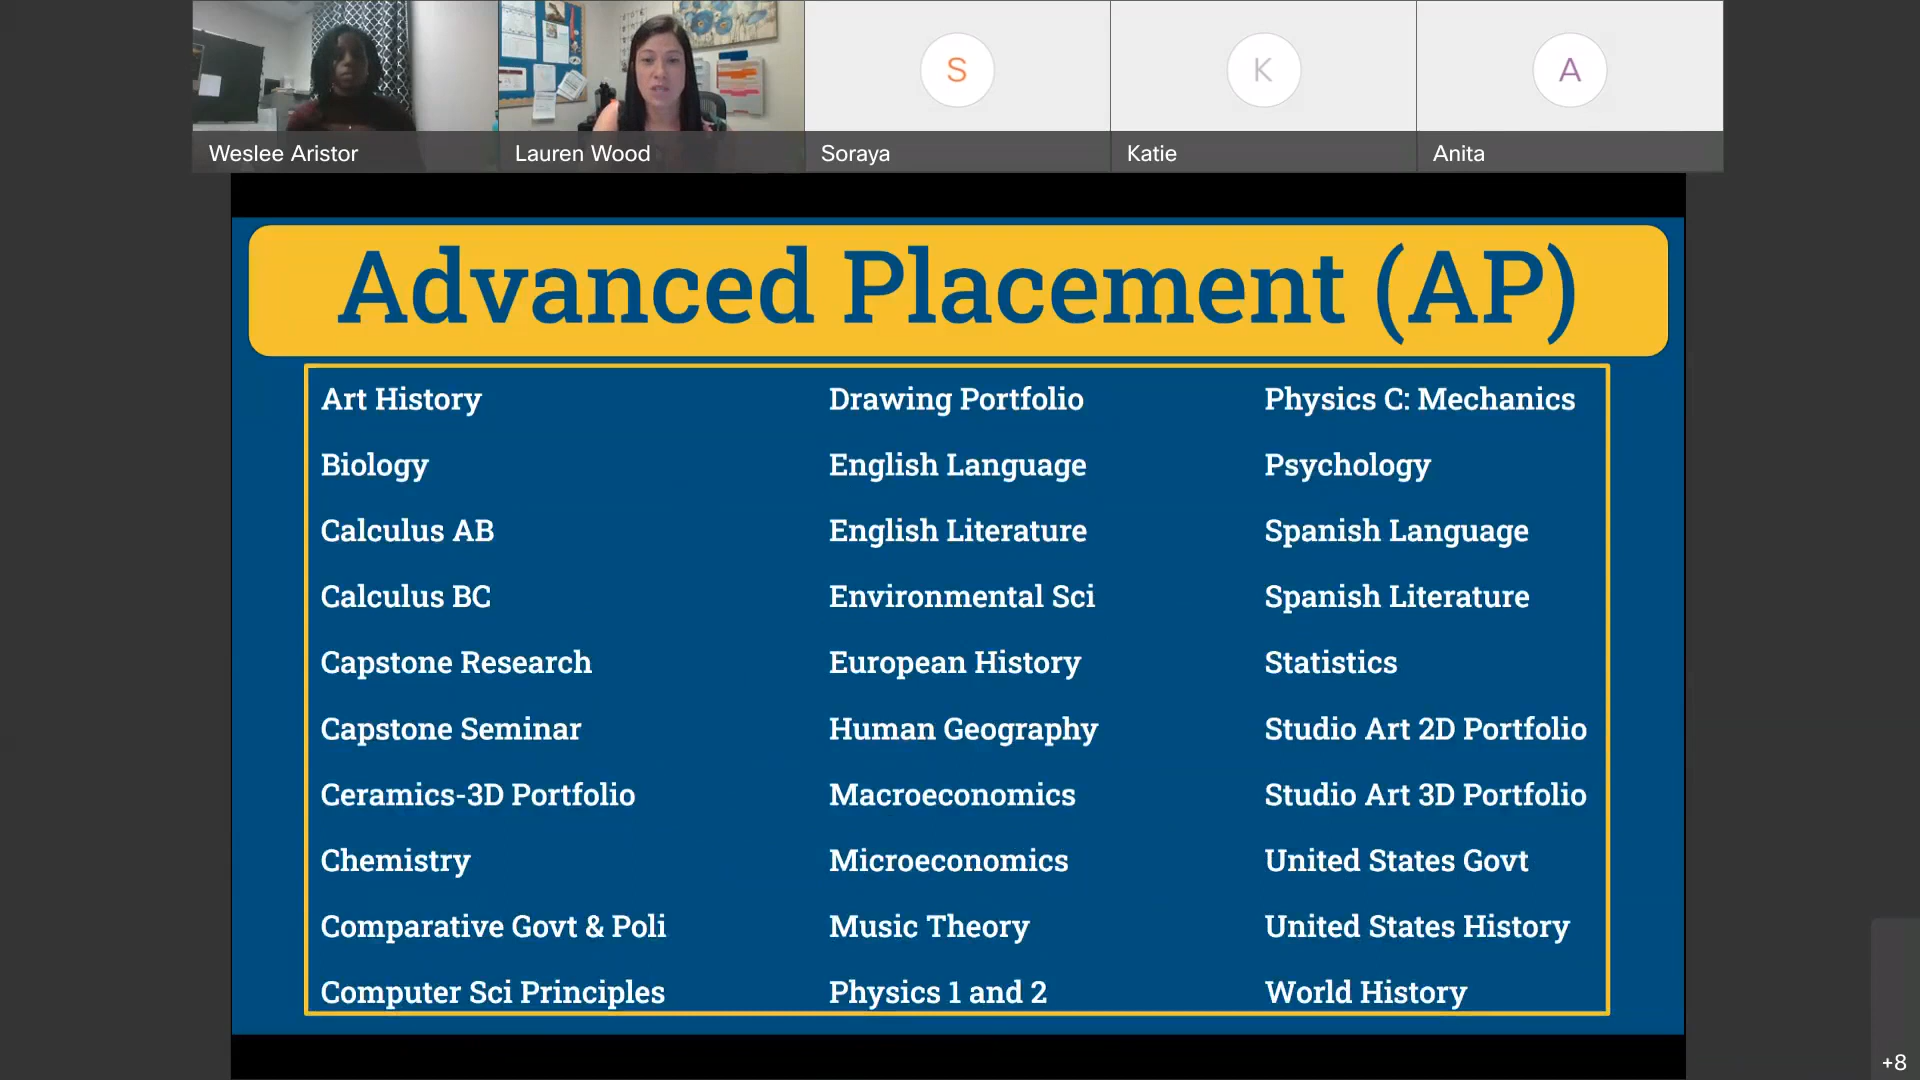 S
K
A
Weslee Aristor
Lauren Wood
Soraya
Katie
Anita
Advanced Placement (AP)
Art History
Biology
Calculus AB
Calculus BC
Capstone Research
Capstone Seminar
Ceramics-3D Portfolio
Chemistry
Comparative Govt & Poli
Computer Sci Principles
Drawing Portfolio
English Language
English Literature
Environmental Sci
European History
Human Geography
Macroeconomics
Microeconomics
Music Theory
Physics 1 and 2
Physics C: Mechanics
Psychology
Spanish Language
Spanish Literature
Statistics
Studio Art 2D Portfolio
Studio Art 3D Portfolio
United States Govt
United States History
World History
+8